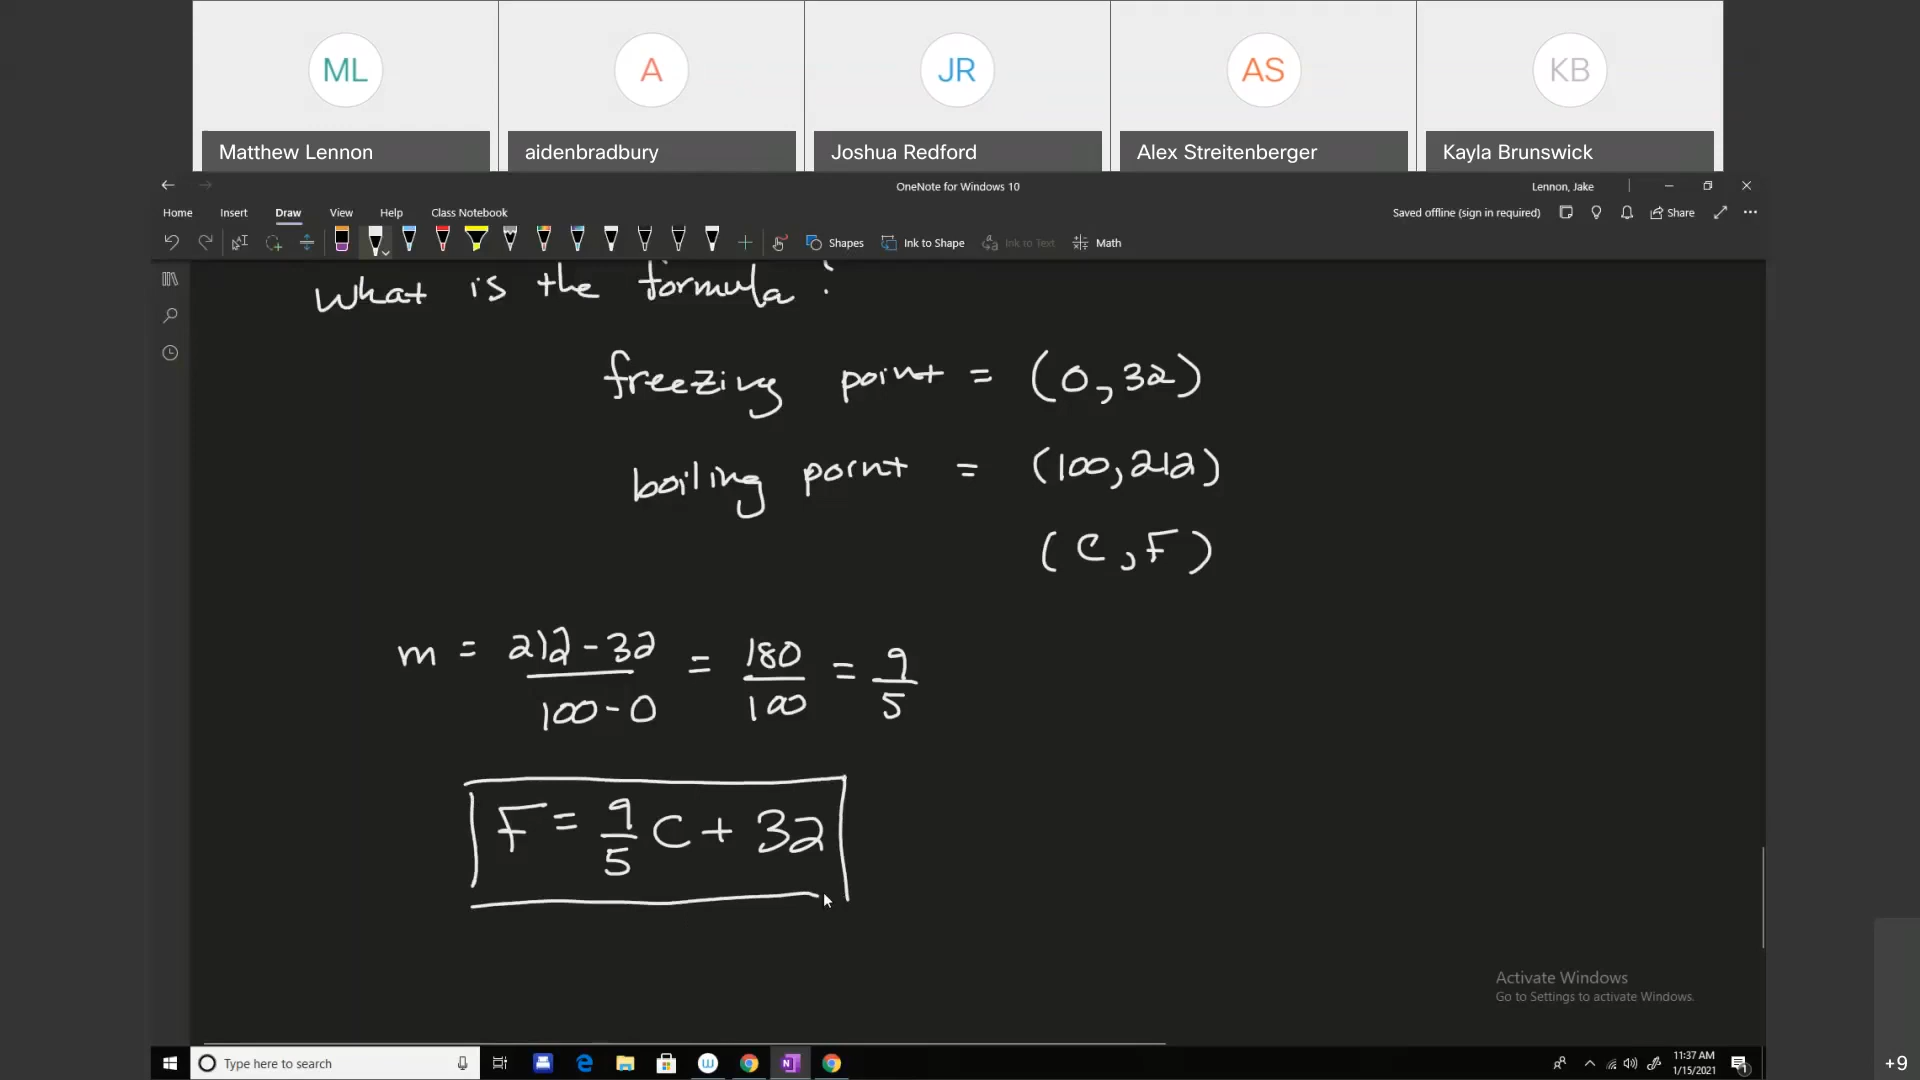 ML A JR AS KB
Matthew Lennon aidenbradbury Joshua Redford Alex Streitenberger Kayla Brunswick
OneNote for Windows 10 Lennon, Jake
Home Insert Draw View Help Class Notebook Saved offline (sign in required) Share
Shapes Ink to Shape Ink to Text Math
What is the formula?
freezing point = (0, 32)
boiling point = (100, 212)
(C, F)
m = 212-32 / 100-0 = 180 / 100 = 9 / 5
F = 9/5 C + 32
Activate Windows
Go to Settings to activate Windows.
Type here to search
11:37 AM
1/15/2021
+9